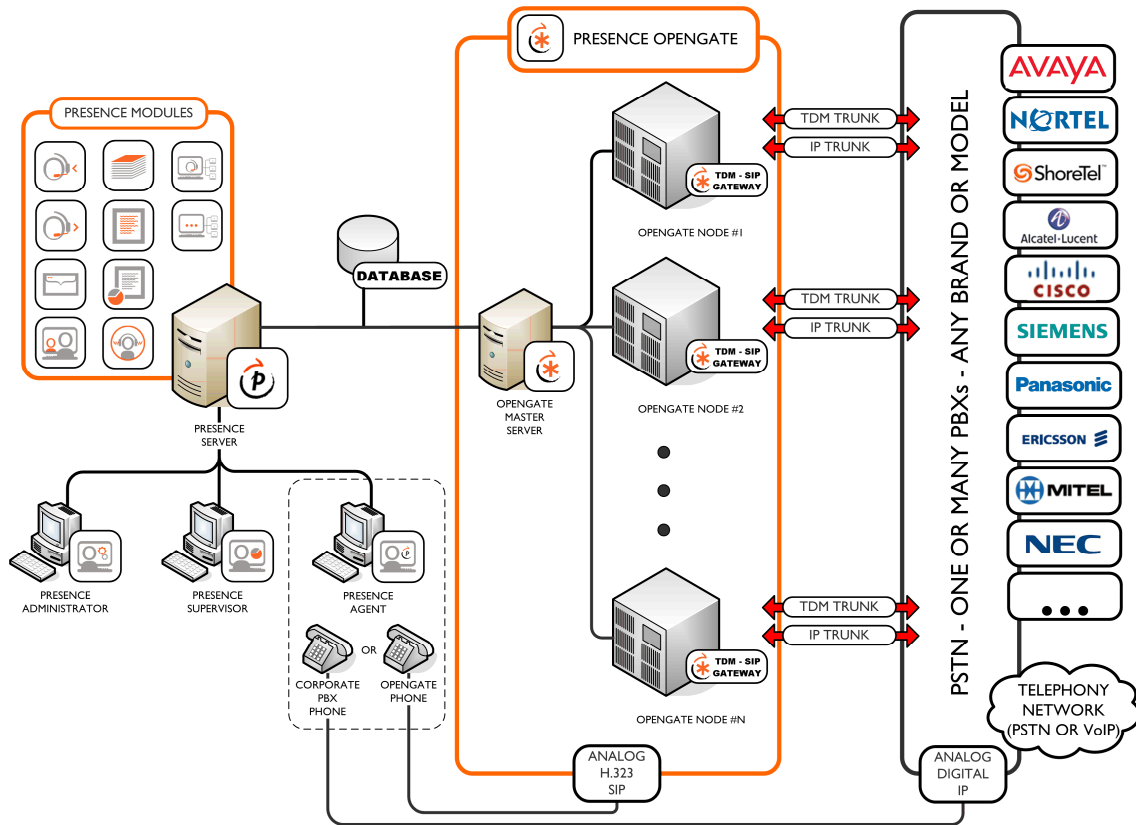 PRESENCE OPENGATE
PRESENCE MODULES
DATABASE
PRESENCE
SERVER
OPENGATE
MASTER
SERVER
TDM - SIP
GATEWAY
OPENGATE NODE #1
TDM - SIP
GATEWAY
OPENGATE NODE #2
TDM - SIP
GATEWAY
OPENGATE NODE #N
TDM TRUNK
IP TRUNK
TDM TRUNK
IP TRUNK
TDM TRUNK
IP TRUNK
PRESENCE
ADMINISTRATOR
PRESENCE
SUPERVISOR
PRESENCE
AGENT
OR
CORPORATE
PBX
PHONE
OPENGATE
PHONE
ANALOG
H.323
SIP
PSTN - ONE OR MANY PBXs - ANY BRAND OR MODEL
AVAYA
NORTEL
ShoreTel™
Alcatel·Lucent
CISCO
SIEMENS
Panasonic
ERICSSON
MITEL
NEC
TELEPHONY
NETWORK
(PSTN OR VoIP)
ANALOG
DIGITAL
IP